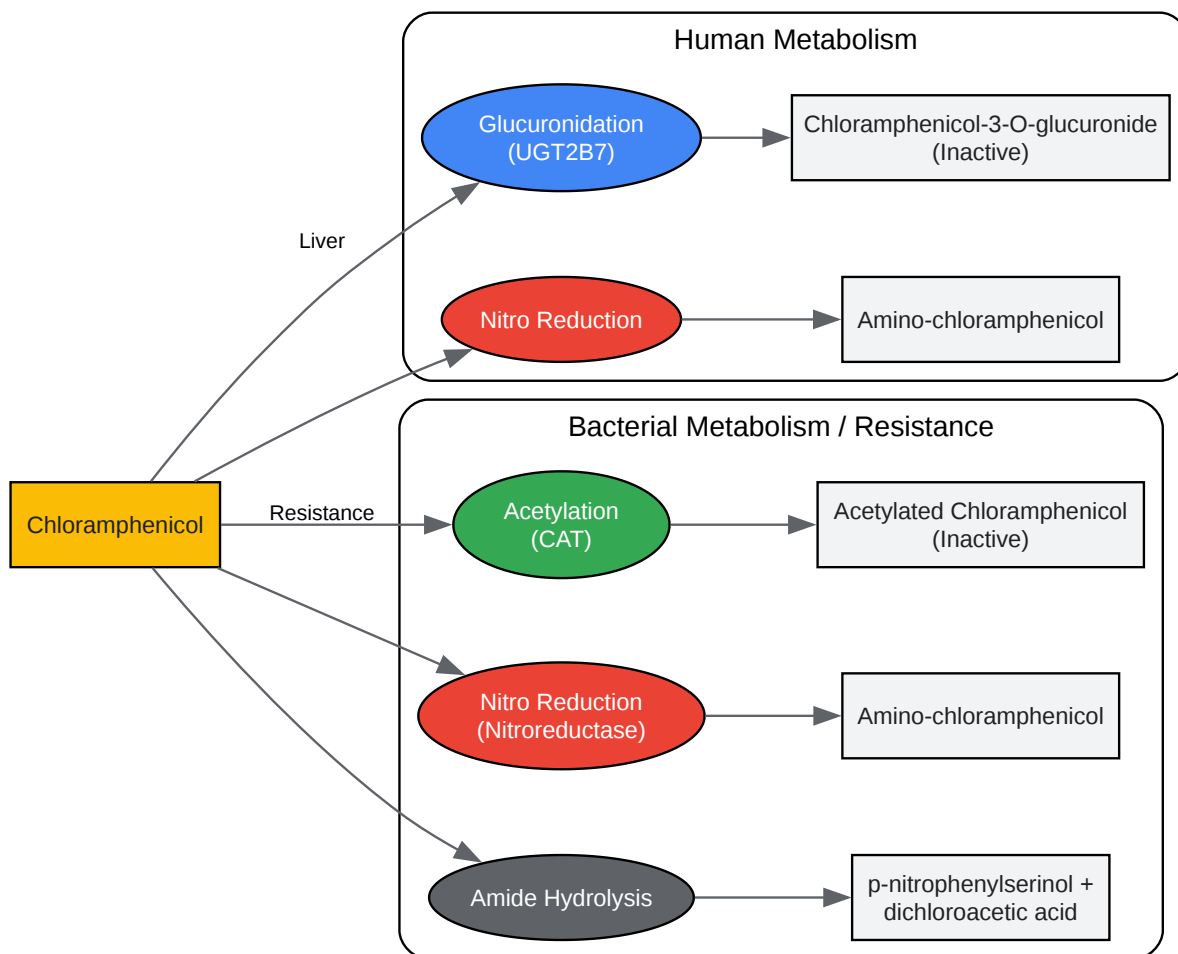 Human Metabolism
Glucuronidation
(UGT2B7)
Chloramphenicol-3-O-glucuronide
(Inactive)
Liver
Nitro Reduction
Amino-chloramphenicol
Bacterial Metabolism / Resistance
Chloramphenicol
Resistance
Acetylation
(CAT)
Acetylated Chloramphenicol
(Inactive)
Nitro Reduction
(Nitroreductase)
Amino-chloramphenicol
Amide Hydrolysis
p-nitrophenylserinol +
dichloroacetic acid